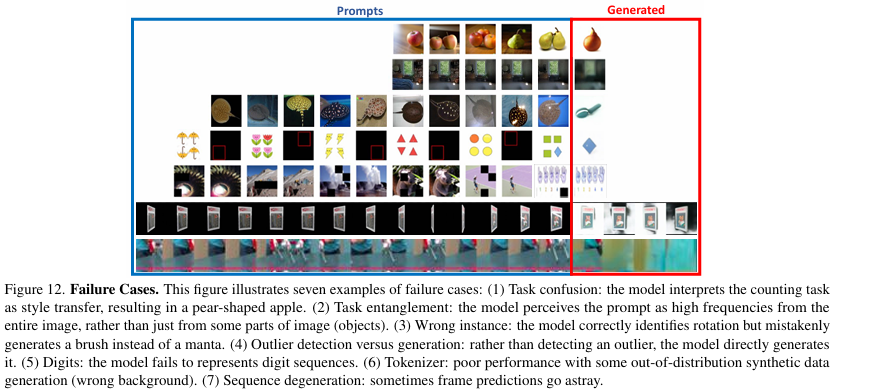 Prompts
Generated
Figure 12. Failure Cases. This figure illustrates seven examples of failure cases: (1) Task confusion: the model interprets the counting task
as style transfer, resulting in a pear-shaped apple. (2) Task entanglement: the model perceives the prompt as high frequencies from the
entire image, rather than just from some parts of image (objects). (3) Wrong instance: the model correctly identifies rotation but mistakenly
generates a brush instead of a manta. (4) Outlier detection versus generation: rather than detecting an outlier, the model directly generates
it. (5) Digits: the model fails to represents digit sequences. (6) Tokenizer: poor performance with some out-of-distribution synthetic data
generation (wrong background). (7) Sequence degeneration: sometimes frame predictions go astray.